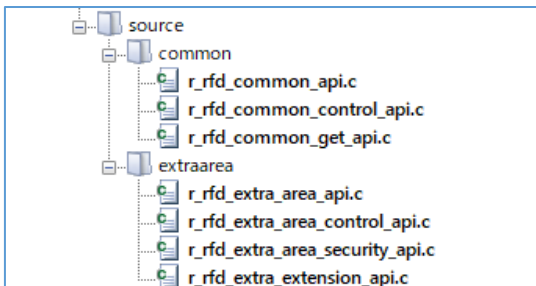 source
common
r_rfd_common_api.c
r_rfd_common_control_api.c
r_rfd_common_get_api.c
extraarea
r_rfd_extra_area_api.c
r_rfd_extra_area_control_api.c
r_rfd_extra_area_security_api.c
r_rfd_extra_extension_api.c